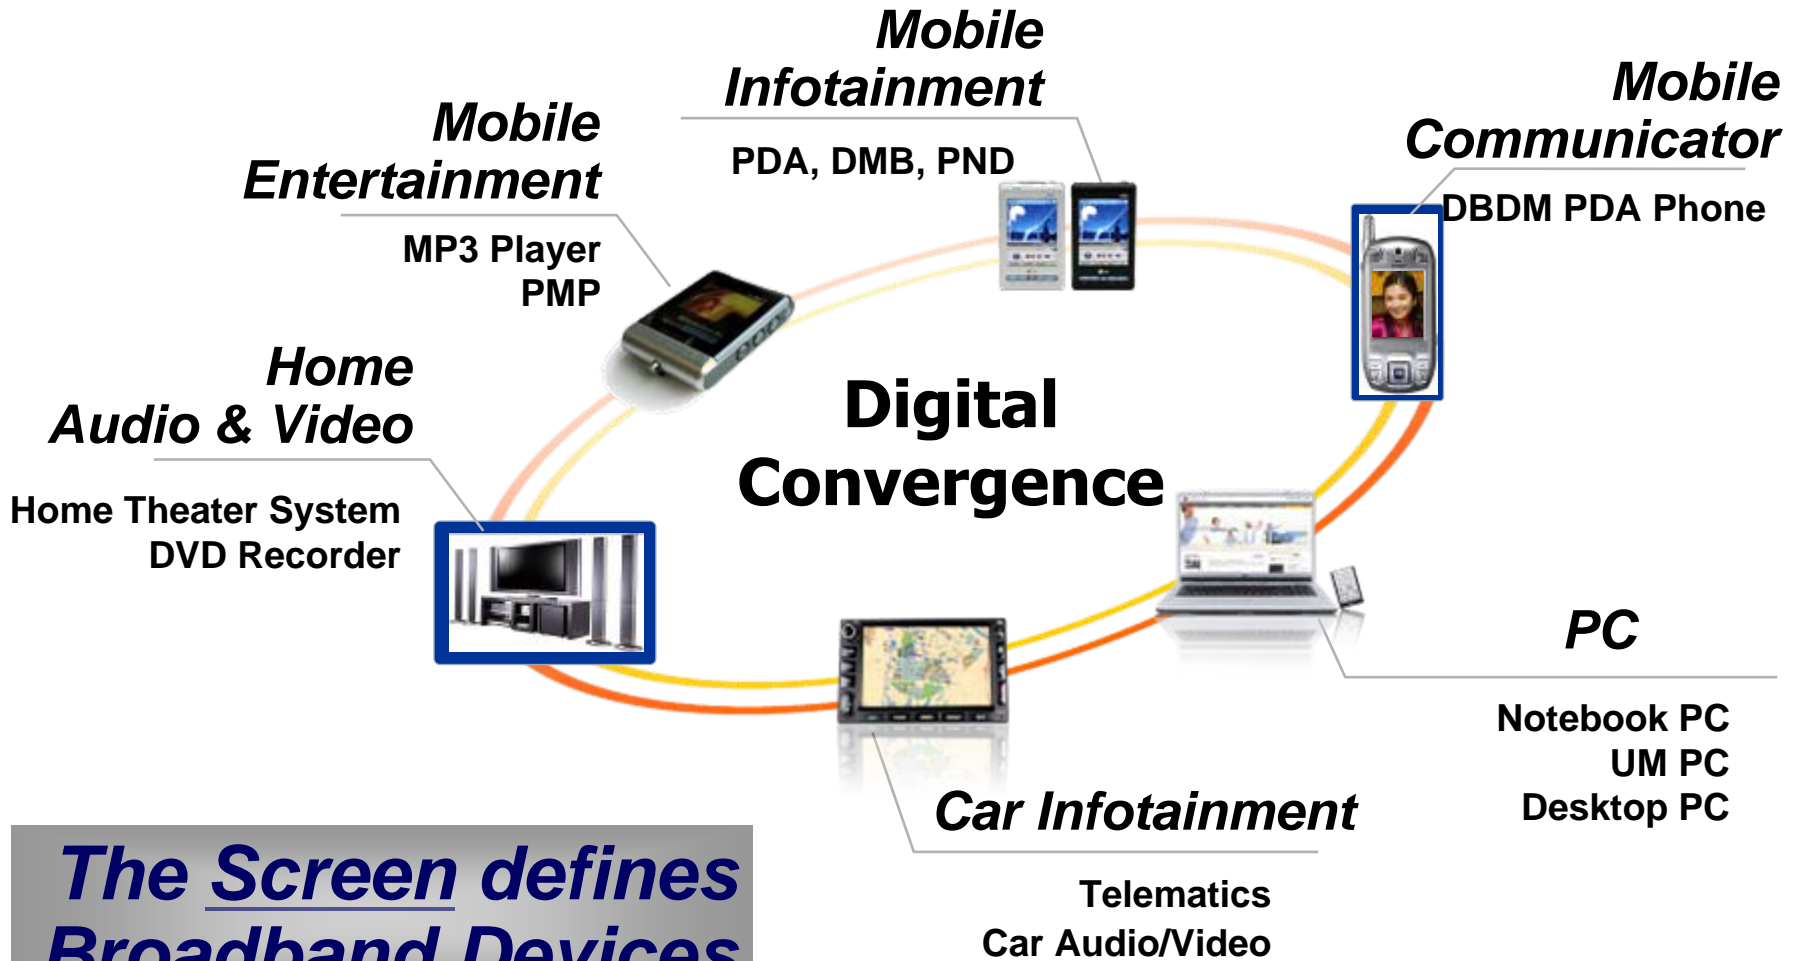 Mobile
Infotainment
PDA, DMB, PND
Mobile
Communicator
DBDM PDA Phone
Mobile
Entertainment
MP3 Player
PMP
Home
Audio & Video
Home Theater System
DVD Recorder
Digital
Convergence
PC
Notebook PC
UM PC
Desktop PC
Car Infotainment
Telematics
Car Audio/Video
The Screen defines
Broadband Devices